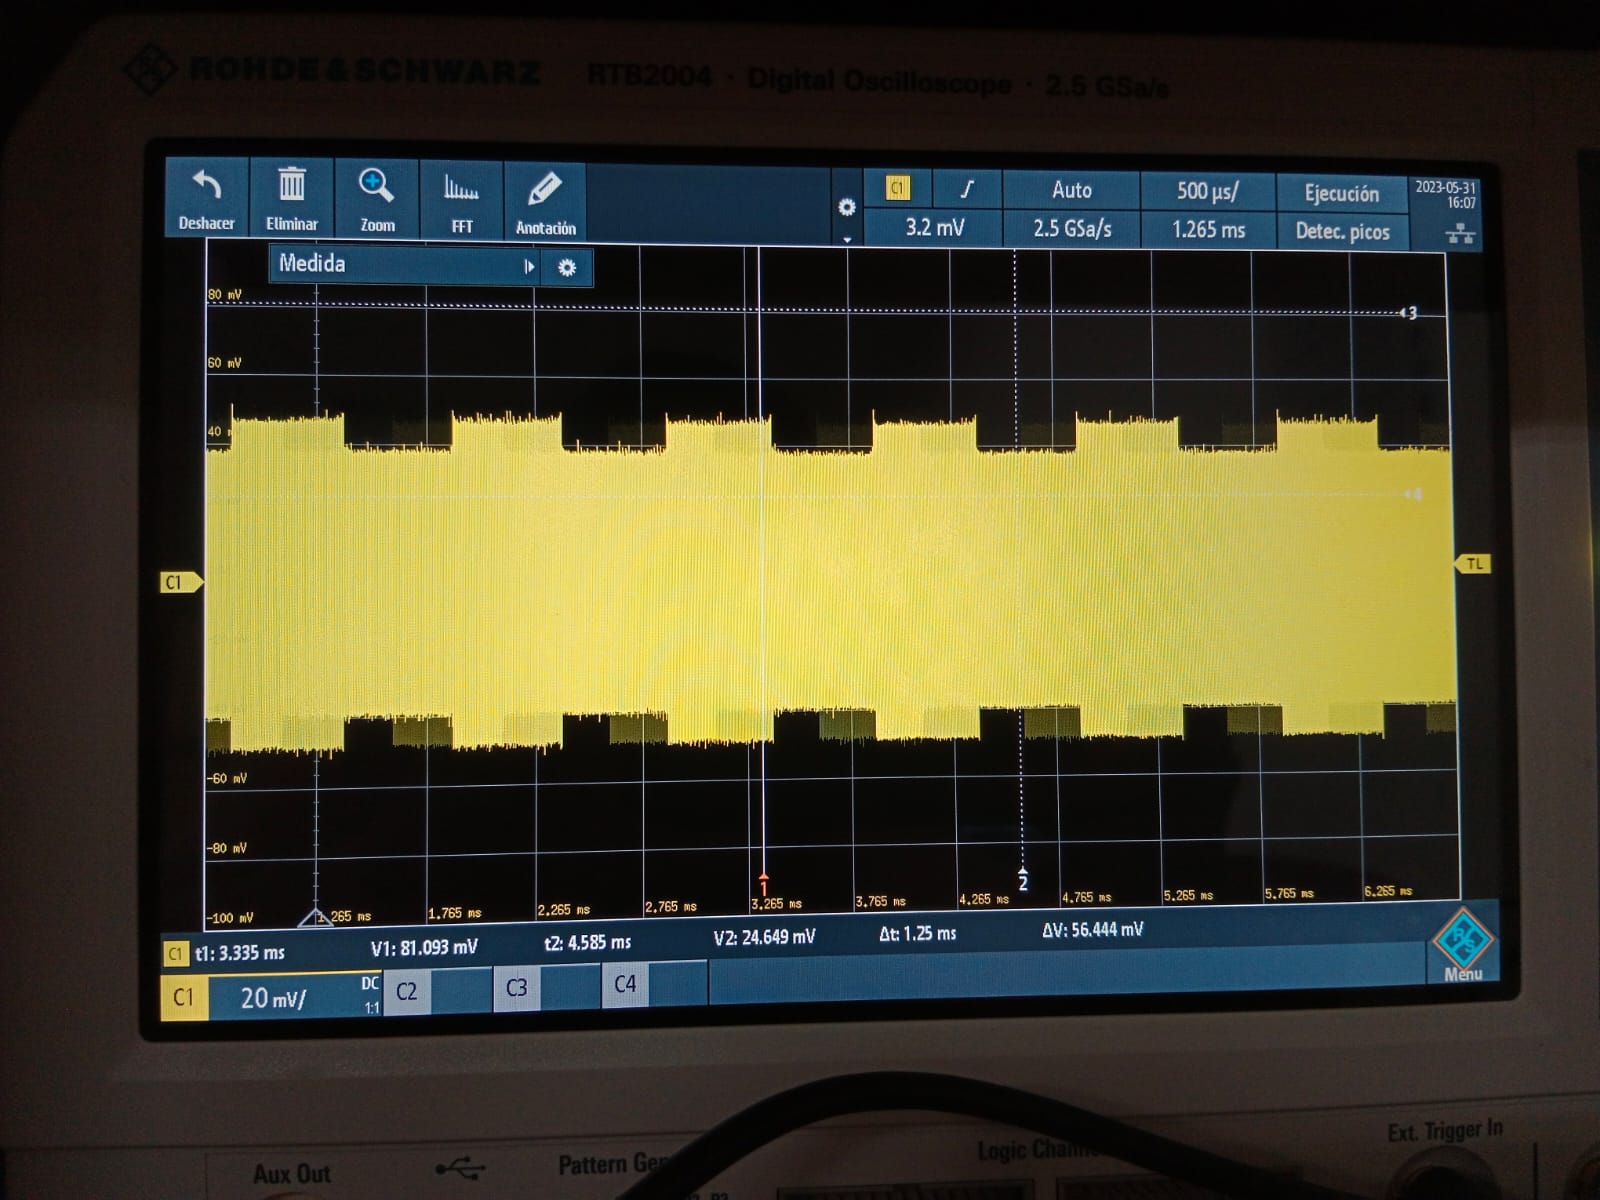 ROHDE & SCHWARZ RTB2004 · Digital Oscilloscope · 2.5 GSa/s
Deshacer Eliminar Zoom FFT Anotación
C1 Auto 500 µs/ Ejecución 2023-05-31
16:07
3.2 mV 2.5 GSa/s 1.265 ms Detec. picos
Medida
80 mV
3
60 mV
40
4
C1
TL
-60 mV
-80 mV
1 2
-100 mV 1.265 ms 1.765 ms 2.265 ms 2.765 ms 3.265 ms 3.765 ms 4.265 ms 4.765 ms 5.265 ms 5.765 ms 6.265 ms
C1 t1: 3.335 ms V1: 81.093 mV t2: 4.585 ms V2: 24.649 mV Δt: 1.25 ms ΔV: 56.444 mV
R/S
Menu
C1 20 mV/ DC
1:1
C2 C3 C4
Aux Out Pattern Gen Logic Chann Ext. Trigger In